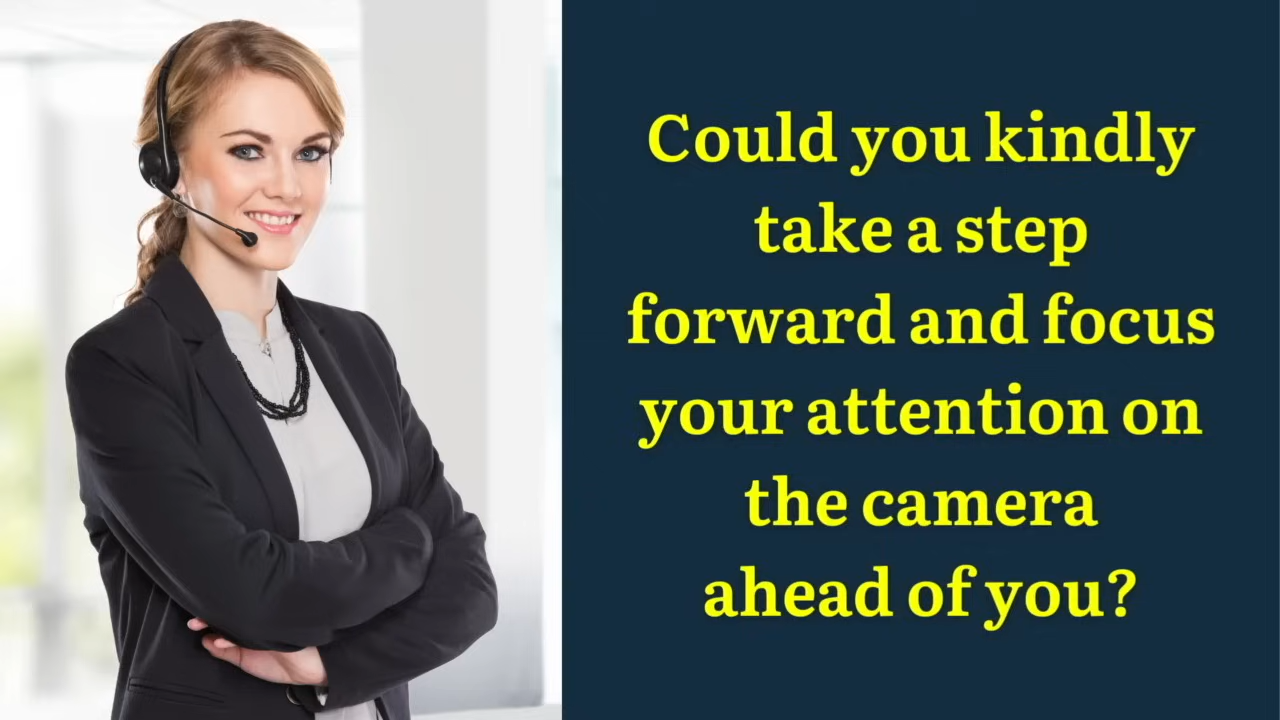 Could you kindly
take a step
forward and focus
your attention on
the camera
ahead of you?